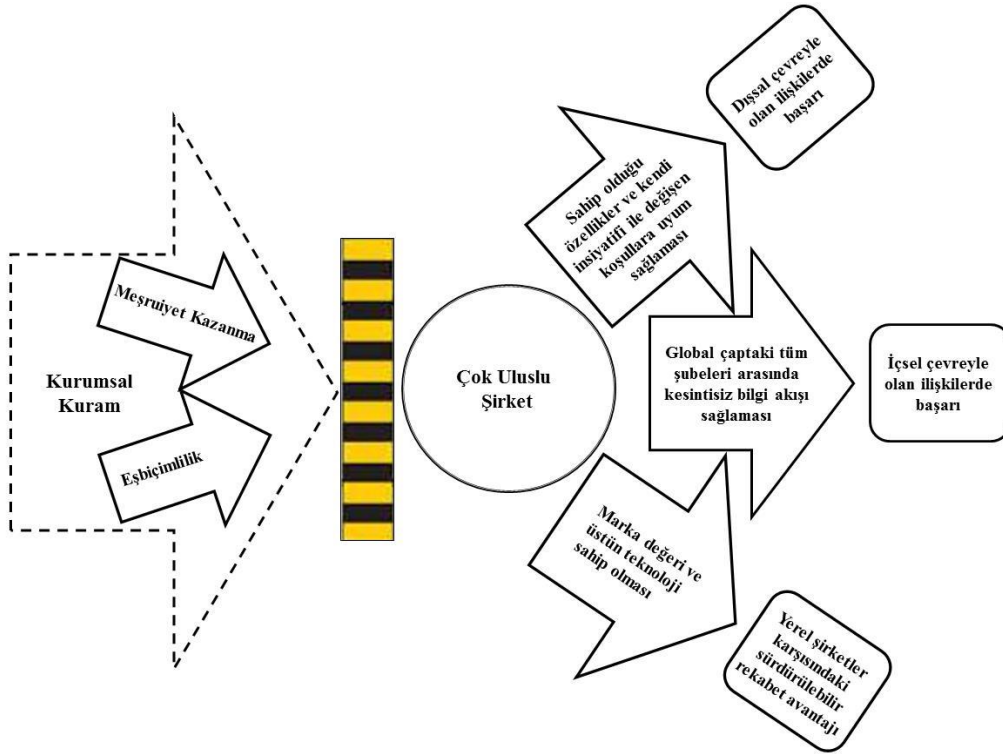 Kurumsal
Kuram
Meşruiyet Kazanma
Eşbiçimlilik
Çok Uluslu
Şirket
Sahip olduğu
özellikler ve kendi
insiyatifi ile değişen
koşullara uyum
sağlaması
Dışsal çevreyle
olan ilişkilerde
başarı
Global çaptaki tüm
şubeleri arasında
kesintisiz bilgi akışı
sağlaması
İçsel çevreyle
olan ilişkilerde
başarı
Marka değeri ve
üstün teknoloji
sahip olması
Yerel şirketler
karşısındaki
sürdürülebilir
rekabet avantajı